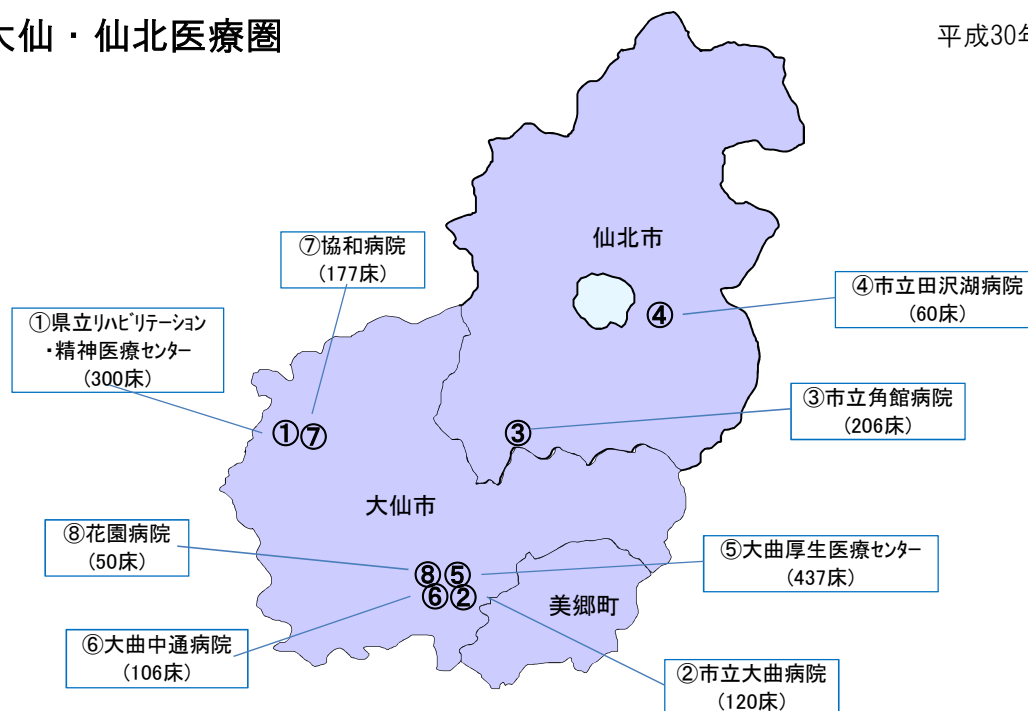 大仙・仙北医療圏
平成30年
仙北市
⑦協和病院
(177床)
④市立田沢湖病院
(60床)
①県立リハビリテーション
・精神医療センター
(300床)
④
③市立角館病院
(206床)
①⑦
③
大仙市
⑧花園病院
(50床)
⑤大曲厚生医療センター
(437床)
⑧⑤
⑥②
美郷町
⑥大曲中通病院
(106床)
②市立大曲病院
(120床)